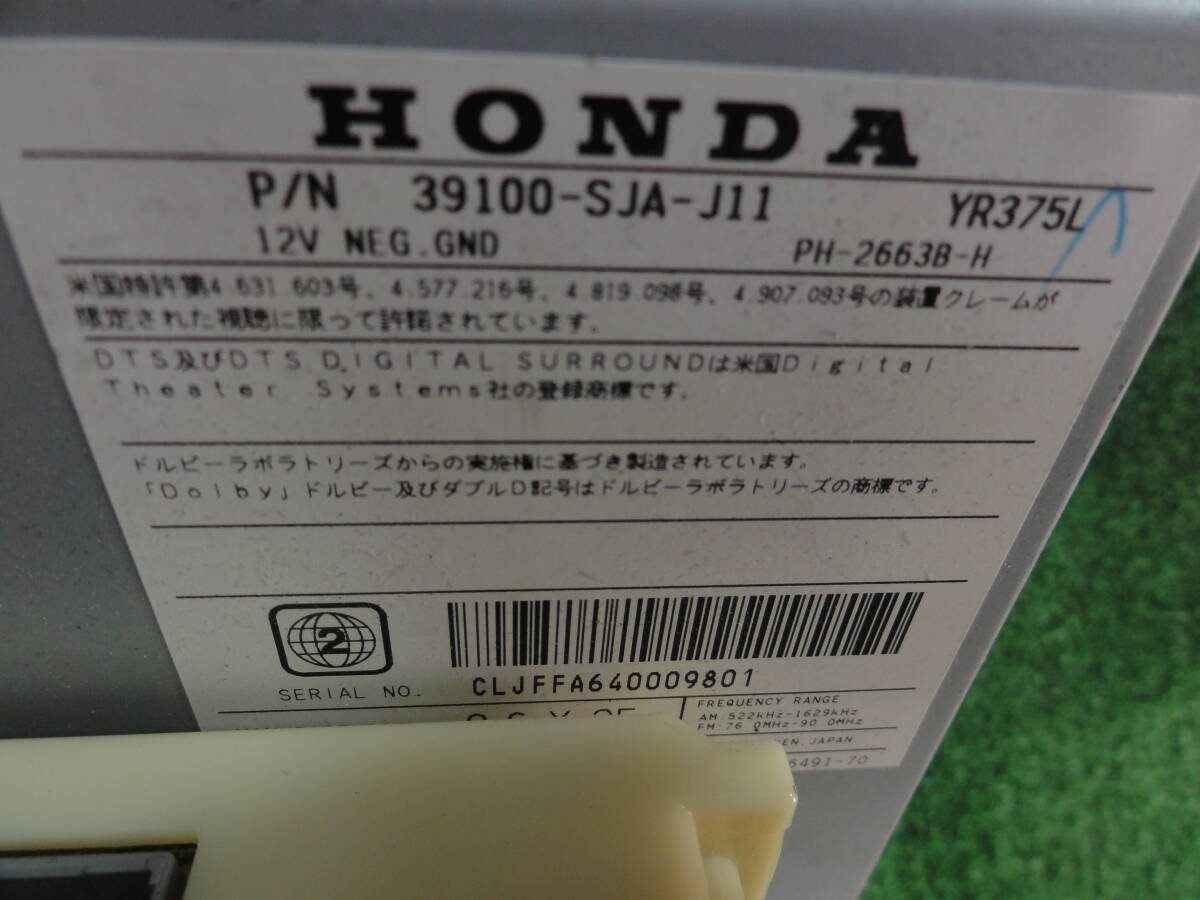 HONDA
P/N 39100-SJA-J11 YR375L
12V NEG.GND PH-2663B-H
米国特許第4.631.603号、4.577.216号、4.819.098号、4.907.093号の装置クレームが
限定された視聴に限って許諾されています。
DTS及びDTS DIGITAL SURROUNDは米国Digital
Theater Systems社の登録商標です。
ドルビーラボラトリーズからの実施権に基づき製造されています。
「Dolby」ドルビー及びダブルD記号はドルビーラボラトリーズの商標です。
2
SERIAL NO. CLJFFA640009801
FREQUENCY RANGE
AM 522kHz-1629kHz
FM:76.0MHz-90.0MHz
JAPAN
6491-70